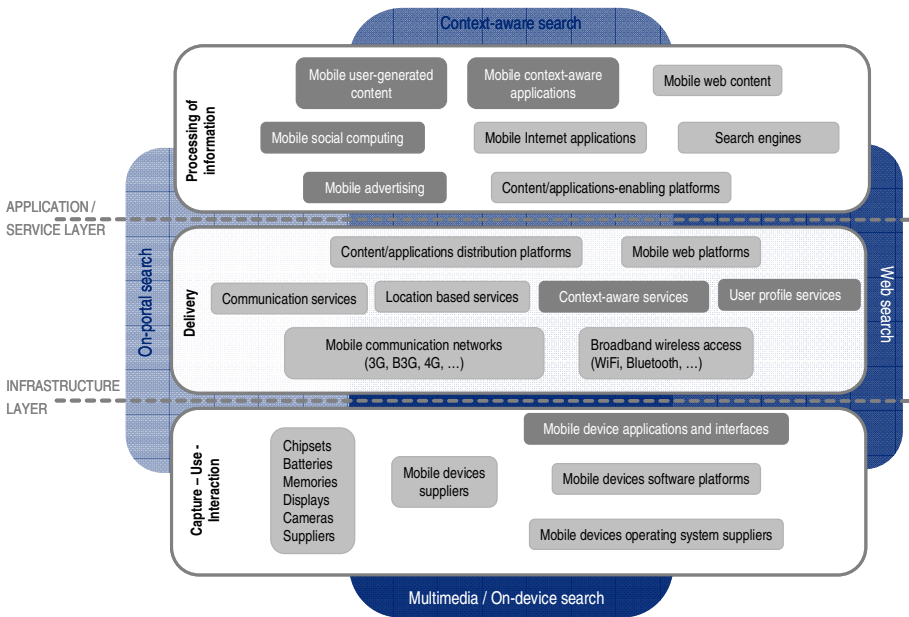 Context-aware search
Processing of
information
Mobile user-generated
content
Mobile context-aware
applications
Mobile web content
Mobile social computing
Mobile Internet applications
Search engines
Mobile advertising
Content/applications-enabling platforms
APPLICATION /
SERVICE LAYER
On-portal search
Web search
Delivery
Content/applications distribution platforms
Mobile web platforms
Communication services
Location based services
Context-aware services
User profile services
Mobile communication networks
(3G, B3G, 4G, …)
Broadband wireless access
(WiFi, Bluetooth, …)
INFRASTRUCTURE
LAYER
Capture – Use -
Interaction
Chipsets
Batteries
Memories
Displays
Cameras
Suppliers
Mobile devices
suppliers
Mobile device applications and interfaces
Mobile devices software platforms
Mobile devices operating system suppliers
Multimedia / On-device search